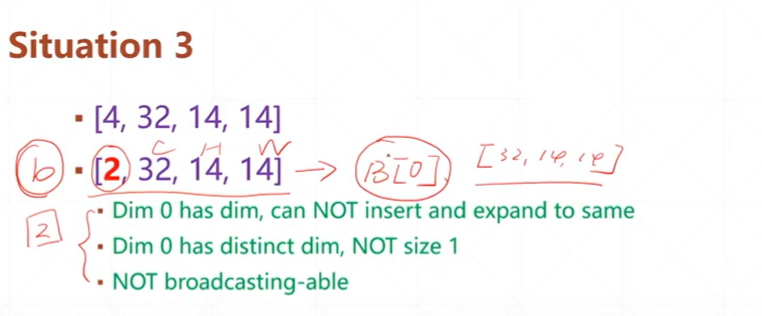 Situation 3
▪ [4, 32, 14, 14]
C H W
b ▪ [2, 32, 14, 14] → B[0] [32, 14, 14]
▪ Dim 0 has dim, can NOT insert and expand to same
2 ▪ Dim 0 has distinct dim, NOT size 1
▪ NOT broadcasting-able